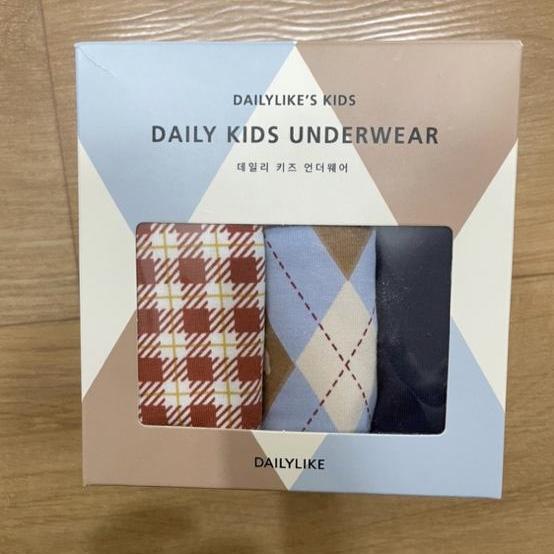 DAILYLIKE'S KIDS
DAILY KIDS UNDERWEAR
데일리 키즈 언더웨어
DAILYLIKE